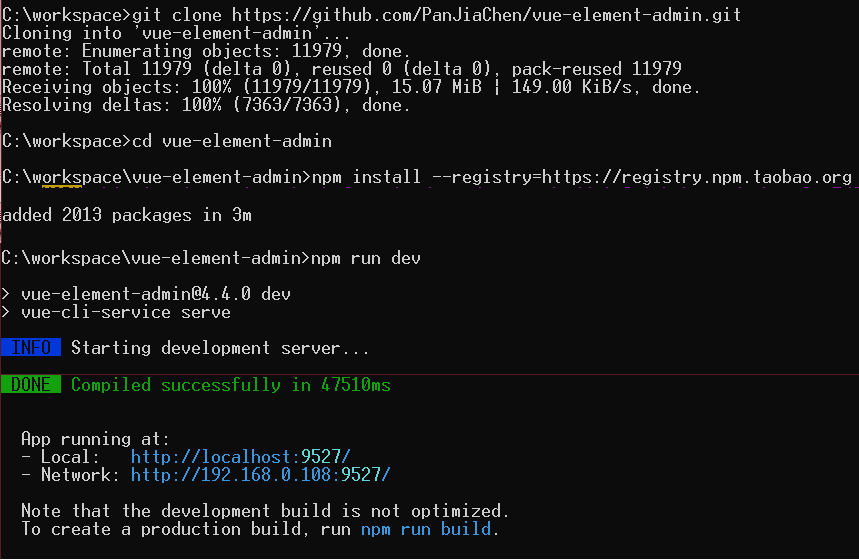 C:\workspace>git clone https://github.com/PanJiaChen/vue-element-admin.git
Cloning into 'vue-element-admin'...
remote: Enumerating objects: 11979, done.
remote: Total 11979 (delta 0), reused 0 (delta 0), pack-reused 11979
Receiving objects: 100% (11979/11979), 15.07 MiB ¦ 149.00 KiB/s, done.
Resolving deltas: 100% (7363/7363), done.
C:\workspace>cd vue-element-admin
C:\workspace\vue-element-admin>npm install --registry=https://registry.npm.taobao.org
added 2013 packages in 3m
C:\workspace\vue-element-admin>npm run dev
> vue-element-admin@4.4.0 dev
> vue-cli-service serve
INFO Starting development server...
DONE Compiled successfully in 47510ms
App running at:
- Local: http://localhost:9527/
- Network: http://192.168.0.108:9527/
Note that the development build is not optimized.
To create a production build, run npm run build.